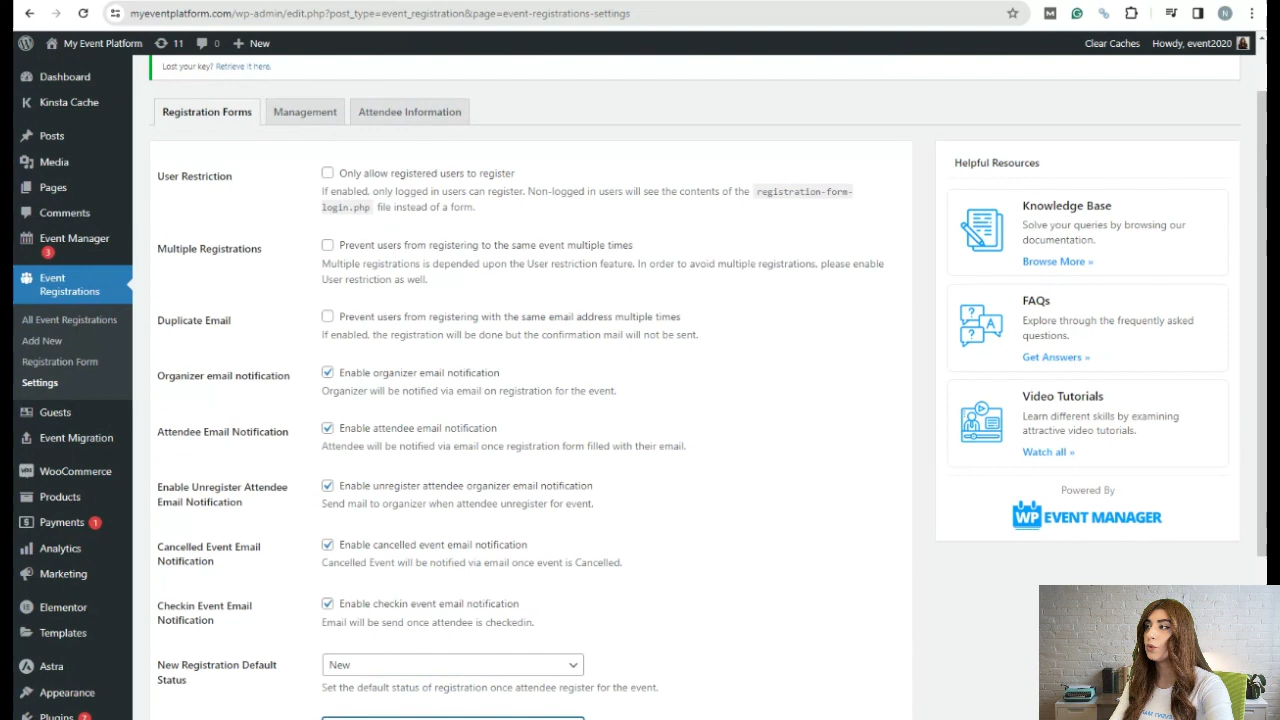 myeventplatform.com/wp-admin/edit.php?post_type=event_registration&page=event-registrations-settings
My Event Platform 11 0 New Clear Caches Howdy, event2020
Lost your key? Retrieve it here.
Dashboard
Kinsta Cache
Posts
Media
Pages
Comments
Event Manager
3
Event
Registrations
All Event Registrations
Add New
Registration Form
Settings
Guests
Event Migration
WooCommerce
Products
Payments 1
Analytics
Marketing
Elementor
Templates
Astra
Appearance
Plugins 7
Registration Forms Management Attendee Information
User Restriction
Only allow registered users to register
If enabled, only logged in users can register. Non-logged in users will see the contents of the registration-form-
login.php file instead of a form.
Multiple Registrations
Prevent users from registering to the same event multiple times
Multiple registrations is depended upon the User restriction feature. In order to avoid multiple registrations, please enable
User restriction as well.
Duplicate Email
Prevent users from registering with the same email address multiple times
If enabled, the registration will be done but the confirmation mail will not be sent.
Organizer email notification
Enable organizer email notification
Organizer will be notified via email on registration for the event.
Attendee Email Notification
Enable attendee email notification
Attendee will be notified via email once registration form filled with their email.
Enable Unregister Attendee
Email Notification
Enable unregister attendee organizer email notification
Send mail to organizer when attendee unregister for event.
Cancelled Event Email
Notification
Enable cancelled event email notification
Cancelled Event will be notified via email once event is Cancelled.
Checkin Event Email
Notification
Enable checkin event email notification
Email will be send once attendee is checkedin.
New Registration Default
Status
New
Set the default status of registration once attendee register for the event.
Helpful Resources
Knowledge Base
Solve your queries by browsing our
documentation.
Browse More »
FAQs
Explore through the frequently asked
questions.
Get Answers »
Video Tutorials
Learn different skills by examining
attractive video tutorials.
Watch all »
Powered By
WP EVENT MANAGER